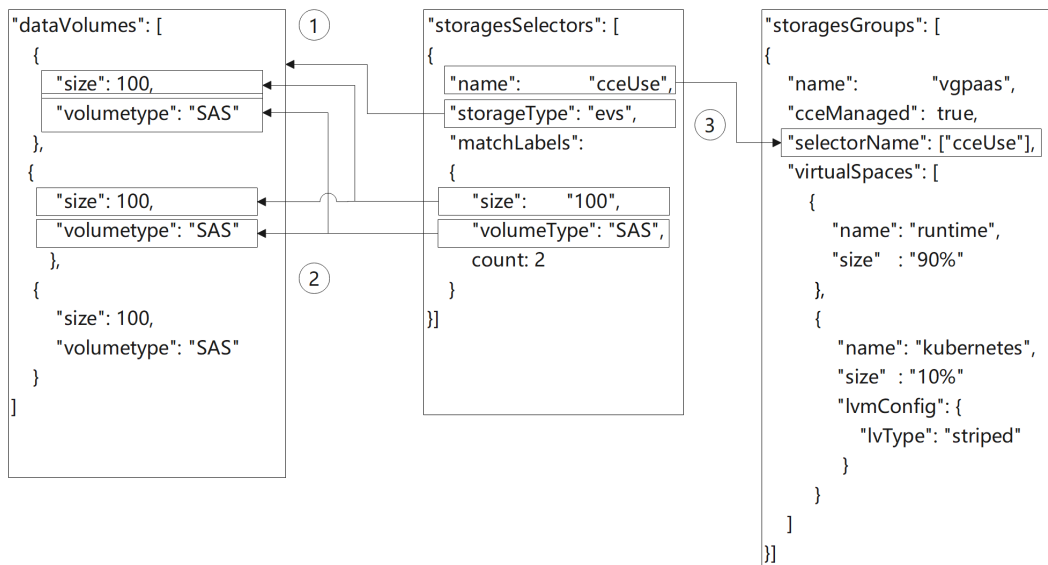 "dataVolumes": [
{
"size": 100,
"volumetype": "SAS"
},
{
"size": 100,
"volumetype": "SAS"
},
{
"size": 100,
"volumetype": "SAS"
}
]
1
2
"storagesSelectors": [
{
"name": "cceUse",
"storageType": "evs",
"matchLabels":
{
"size": "100",
"volumeType": "SAS",
count: 2
}
}]
3
"storagesGroups": [
{
"name": "vgpaas",
"cceManaged": true,
"selectorName": ["cceUse"],
"virtualSpaces": [
{
"name": "runtime",
"size" : "90%"
},
{
"name": "kubernetes",
"size" : "10%"
"lvmConfig": {
"lvType": "striped"
}
}
]
}]